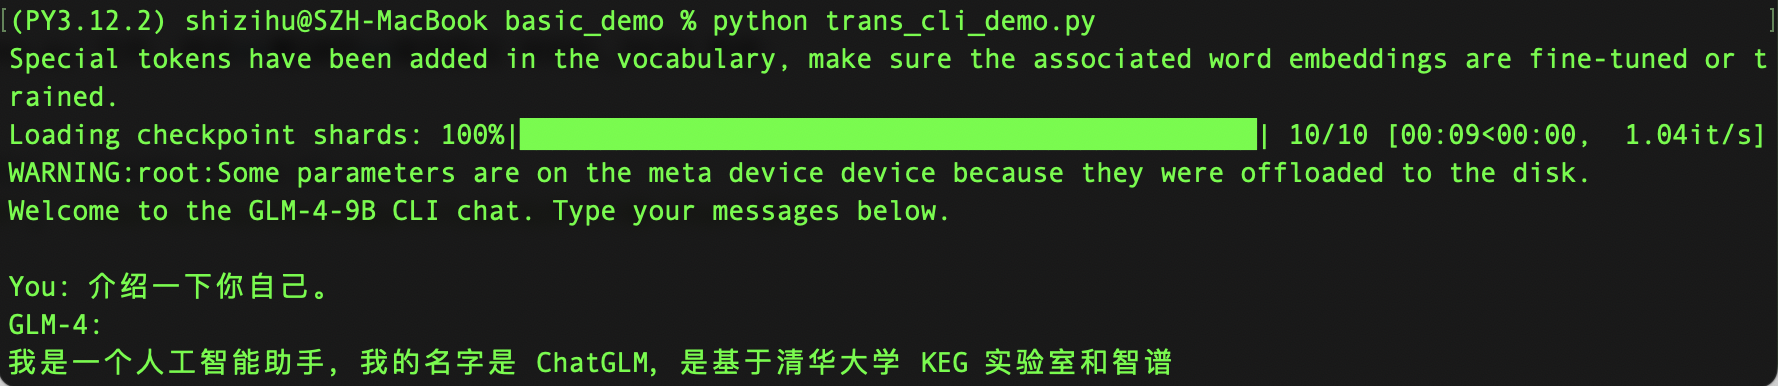 [(PY3.12.2) shizihu@SZH-MacBook basic_demo % python trans_cli_demo.py ]
Special tokens have been added in the vocabulary, make sure the associated word embeddings are fine-tuned or t
rained.
Loading checkpoint shards: 100%|██████████| 10/10 [00:09<00:00,  1.04it/s]
WARNING:root:Some parameters are on the meta device device because they were offloaded to the disk.
Welcome to the GLM-4-9B CLI chat. Type your messages below.
You: 介绍一下你自己。
GLM-4:
我是一个人工智能助手，我的名字是 ChatGLM，是基于清华大学 KEG 实验室和智谱